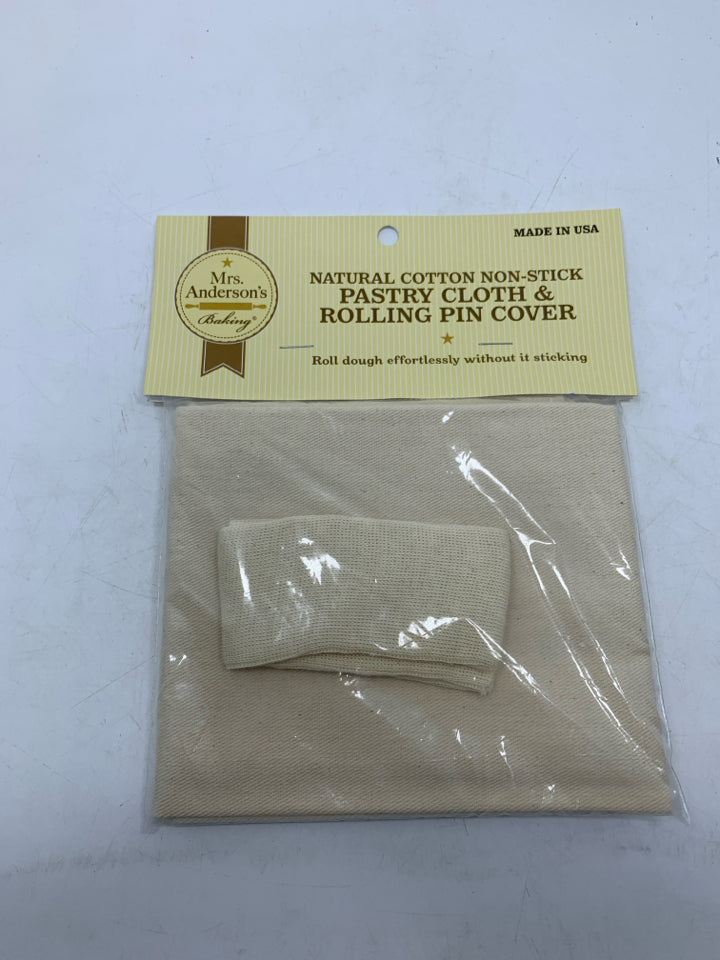 MADE IN USA
Mrs.
Anderson's
Baking®
NATURAL COTTON NON-STICK
PASTRY CLOTH &
ROLLING PIN COVER
Roll dough effortlessly without it sticking